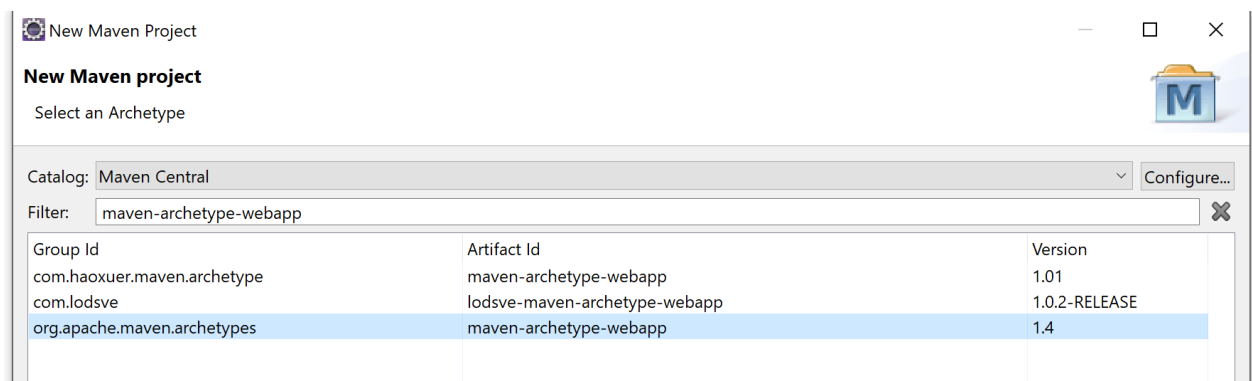 New Maven Project
New Maven project
Select an Archetype
M
Catalog: Maven Central Configure...
Filter: maven-archetype-webapp
Group Id Artifact Id Version
com.haoxuer.maven.archetype maven-archetype-webapp 1.01
com.lodsve lodsve-maven-archetype-webapp 1.0.2-RELEASE
org.apache.maven.archetypes maven-archetype-webapp 1.4